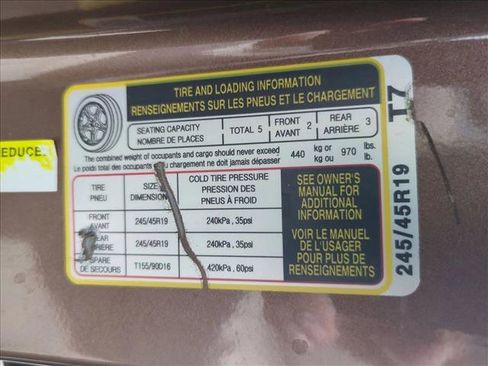 TIRE AND LOADING INFORMATION
RENSEIGNEMENTS SUR LES PNEUS ET LE CHARGEMENT
SEATING CAPACITY
NOMBRE DE PLACES
TOTAL 5
FRONT
AVANT 2
REAR
ARRIÈRE 3
The combined weight of occupants and cargo should never exceed
Le poids total des occupants chargement ne doit jamais dépasser
440 kg or kg ou 970 lbs. lb.
TIRE
PNEU
SIZE
DIMENSION
COLD TIRE PRESSURE
PRESSION DES
PNEUS À FROID
FRONT
AVANT
245/45R19
240kPa , 35psi
REAR
245/45R19
240kPa , 35psi
SPARE
DE SECOURS
T155/90D16
420kPa , 60psi
SEE OWNER'S
MANUAL FOR
ADDITIONAL
INFORMATION
VOIR LE MANUEL
DE L'USAGER
POUR PLUS DE
RENSEIGNEMENTS
245/45R19 T7
EDUCE